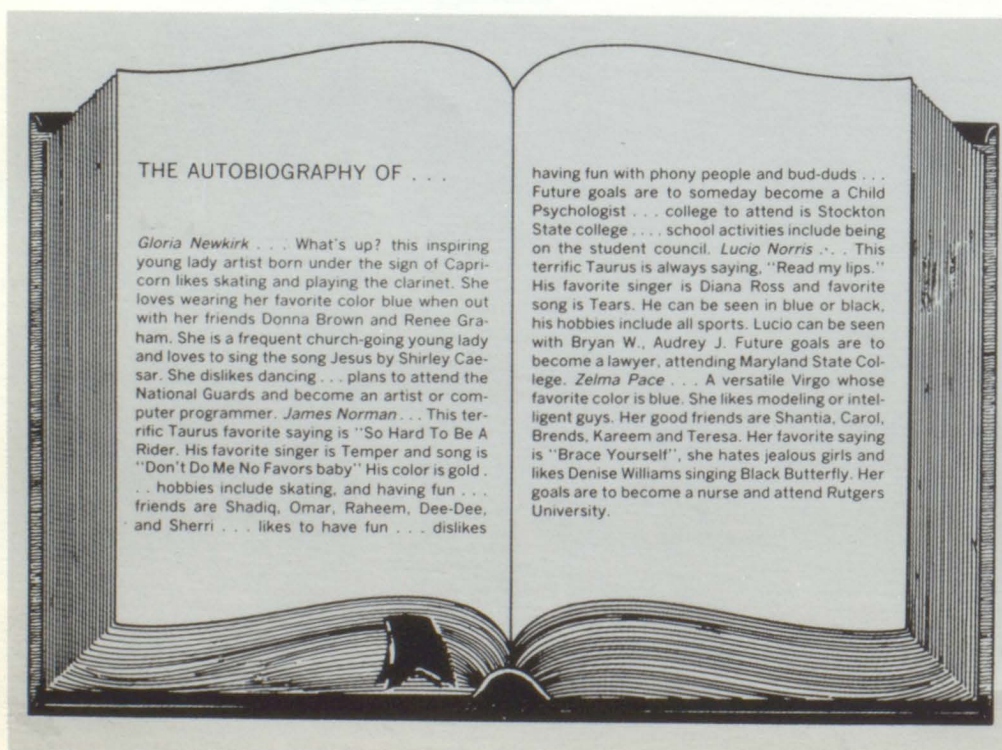 THE AUTOBIOGRAPHY OF . . .
Gloria Newkirk . . . What's up? this inspiring
young lady artist born under the sign of Capri-
corn likes skating and playing the clarinet. She
loves wearing her favorite color blue when out
with her friends Donna Brown and Renee Gra-
ham. She is a frequent church-going young lady
and loves to sing the song Jesus by Shirley Cae-
sar. She dislikes dancing . . . plans to attend the
National Guards and become an artist or com-
puter programmer. James Norman . . . This ter-
rific Taurus favorite saying is "So Hard To Be A
Rider. His favorite singer is Temper and song is
"Don't Do Me No Favors baby" His color is gold .
. . hobbies include skating, and having fun . . .
friends are Shadiq, Omar, Raheem, Dee-Dee,
and Sherri . . . likes to have fun . . . dislikes
having fun with phony people and bud-duds . . .
Future goals are to someday become a Child
Psychologist . . . college to attend is Stockton
State college . . . . school activities include being
on the student council. Lucio Norris . . . This
terrific Taurus is always saying, "Read my lips."
His favorite singer is Diana Ross and favorite
song is Tears. He can be seen in blue or black,
his hobbies include all sports. Lucio can be seen
with Bryan W., Audrey J. Future goals are to
become a lawyer, attending Maryland State Col-
lege. Zelma Pace . . . A versatile Virgo whose
favorite color is blue. She likes modeling or intel-
ligent guys. Her good friends are Shantia, Carol,
Brends, Kareem and Teresa. Her favorite saying
is "Brace Yourself", she hates jealous girls and
likes Denise Williams singing Black Butterfly. Her
goals are to become a nurse and attend Rutgers
University.